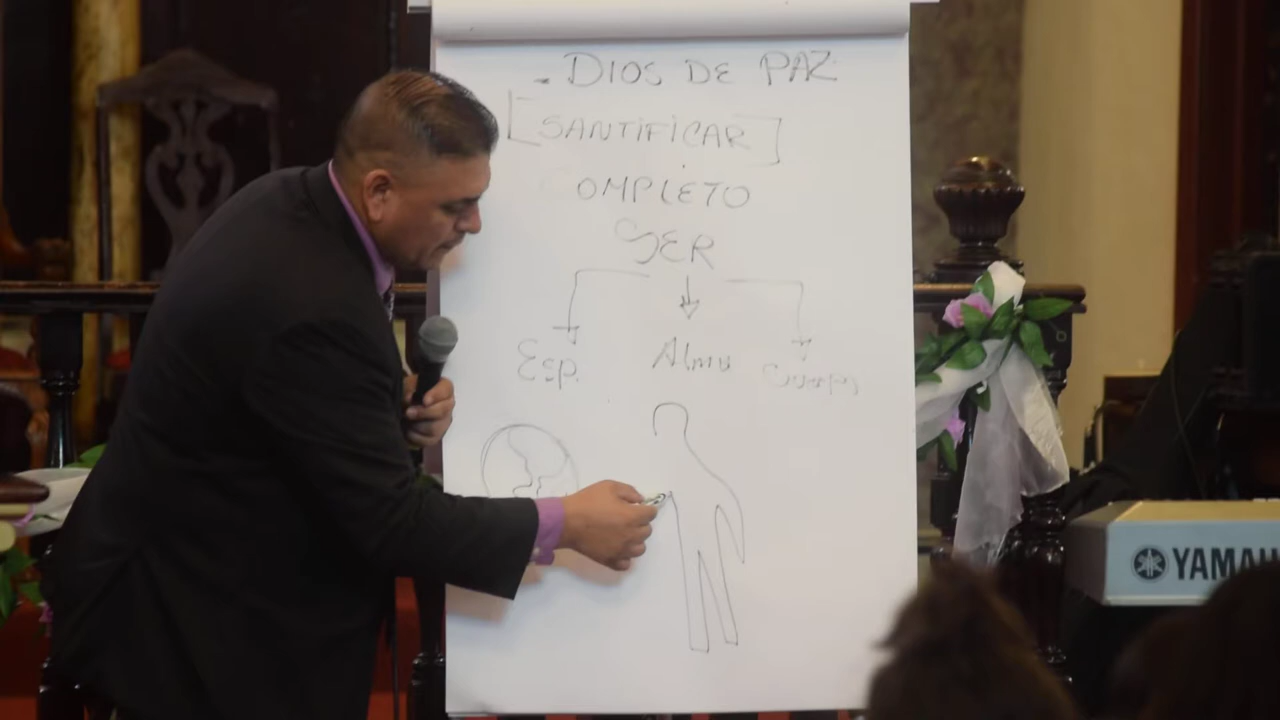 . DIOS DE PAZ
[SANTIFICAR]
OMPLETO
SER
Esp. Alma Cuerpo
YAMAH